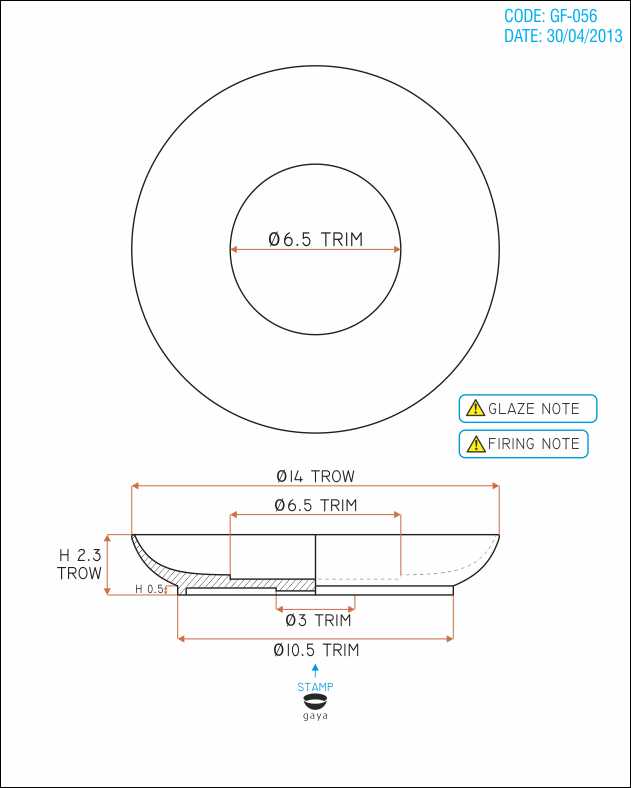 CODE: GF-056
DATE: 30/04/2013
Ø6.5 TRIM
GLAZE NOTE
FIRING NOTE
Ø14 TROW
Ø6.5 TRIM
H 2.3
TROW
H 0.5
Ø3 TRIM
Ø10.5 TRIM
STAMP
gaya